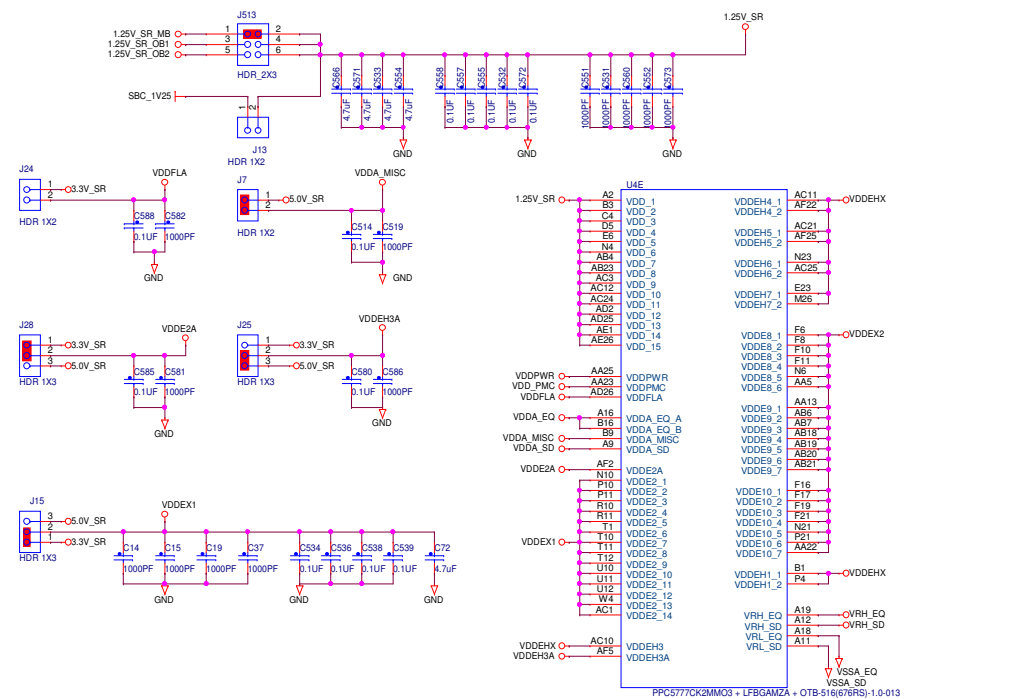 J513
1.25V_SR_MB 1 2
1.25V_SR_OB1 3 4
1.25V_SR_OB2 5 6
HDR_2X3
1.25V_SR
SBC_1V25
1 2
J13
HDR 1X2
C566 C571 C533 C554
4.7uF 4.7uF 4.7uF 4.7uF
GND
C558 C557 C555 C532 C572
0.1UF 0.1UF 0.1UF 0.1UF 0.1UF
GND
C551 C531 C560 C552 C573
1000PF 1000PF 1000PF 1000PF 1000PF
GND
J24
1 3.3V_SR
2
HDR 1X2
VDDFLA
C588 C582
0.1UF 1000PF
GND
J7
1 5.0V_SR
2
HDR 1X2
VDDA_MISC
C514 C519
0.1UF 1000PF
GND
J28
1 3.3V_SR
2
3 5.0V_SR
HDR 1X3
VDDE2A
C585 C581
0.1UF 1000PF
GND
J25
1 3.3V_SR
2
3 5.0V_SR
HDR 1X3
VDDEH3A
C580 C586
0.1UF 1000PF
GND
J15
3 5.0V_SR
2
1 3.3V_SR
HDR 1X3
VDDEX1
C14 C15 C19 C37 C534 C536 C538 C539 C72
1000PF 1000PF 1000PF 1000PF 0.1UF 0.1UF 0.1UF 0.1UF 4.7uF
GND GND GND
U4E
1.25V_SR A2 VDD_1
B3 VDD_2
C4 VDD_3
D5 VDD_4
E6 VDD_5
N4 VDD_6
AB4 VDD_7
AB23 VDD_8
AC3 VDD_9
AC12 VDD_10
AC24 VDD_11
AD2 VDD_12
AD25 VDD_13
AE1 VDD_14
AE26 VDD_15
VDDPWR AA25 VDDPWR
VDD_PMC AA23 VDDPMC
VDDFLA AD26 VDDFLA
VDDA_EQ A16 VDDA_EQ_A
B16 VDDA_EQ_B
VDDA_MISC B9 VDDA_MISC
VDDA_SD A9 VDDA_SD
VDDE2A AF2 VDDE2A
N10 VDDE2_1
P10 VDDE2_2
P11 VDDE2_3
R10 VDDE2_4
R11 VDDE2_5
T1 VDDE2_6
VDDEX1 T10 VDDE2_7
T11 VDDE2_8
T12 VDDE2_9
U10 VDDE2_10
U11 VDDE2_11
U12 VDDE2_12
W4 VDDE2_13
AC1 VDDE2_14
VDDEHX AC10 VDDEH3
VDDEH3A AF5 VDDEH3A
VDDEH4_1 AC11 VDDEHX
VDDEH4_2 AF22
VDDEH5_1 AC21
VDDEH5_2 AF25
VDDEH6_1 N23
VDDEH6_2 AC25
VDDEH7_1 E23
VDDEH7_2 M26
VDDE8_1 F6 VDDEX2
VDDE8_2 F8
VDDE8_3 F10
VDDE8_4 F11
VDDE8_5 N6
VDDE8_6 AA5
VDDE9_1 AA13
VDDE9_2 AB6
VDDE9_3 AB7
VDDE9_4 AB18
VDDE9_5 AB19
VDDE9_6 AB20
VDDE9_7 AB21
VDDE10_1 F16
VDDE10_2 F17
VDDE10_3 F19
VDDE10_4 F21
VDDE10_5 N21
VDDE10_6 P21
VDDE10_7 AA22
VDDEH1_1 B1 VDDEHX
VDDEH1_2 P4
VRH_EQ A19 VRH_EQ
VRH_SD A12 VRH_SD
VRL_EQ A18
VRL_SD A11
VSSA_EQ
VSSA_SD
PPC5777CK2MMO3 + LFBGAMZA + OTB-516(676RS)-1.0-013